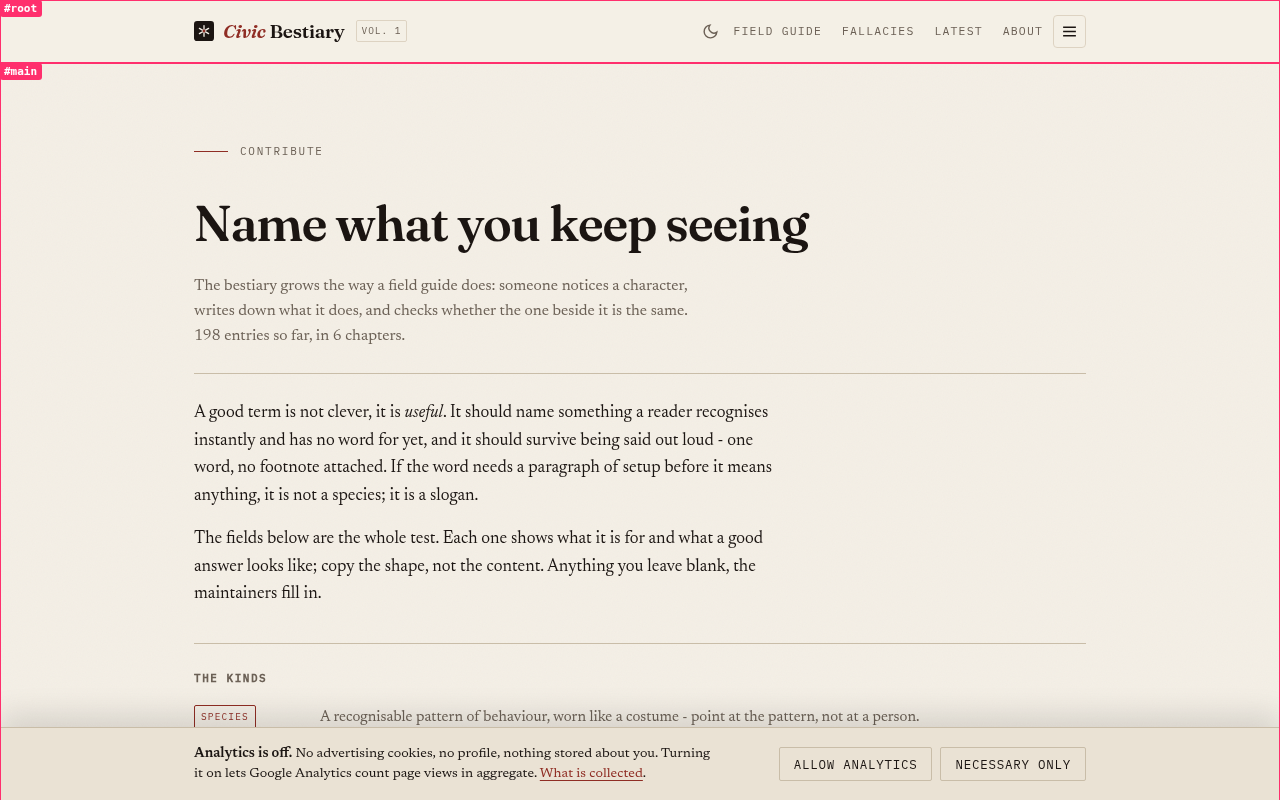 #root
Civic Bestiary VOL. 1
FIELD GUIDE FALLACIES LATEST ABOUT
#main
CONTRIBUTE
Name what you keep seeing
The bestiary grows the way a field guide does: someone notices a character,
writes down what it does, and checks whether the one beside it is the same.
198 entries so far, in 6 chapters.
A good term is not clever, it is useful. It should name something a reader recognises
instantly and has no word for yet, and it should survive being said out loud - one
word, no footnote attached. If the word needs a paragraph of setup before it means
anything, it is not a species; it is a slogan.
The fields below are the whole test. Each one shows what it is for and what a good
answer looks like; copy the shape, not the content. Anything you leave blank, the
maintainers fill in.
THE KINDS
SPECIES A recognisable pattern of behaviour, worn like a costume - point at the pattern, not at a person.
Analytics is off. No advertising cookies, no profile, nothing stored about you. Turning
it on lets Google Analytics count page views in aggregate. What is collected.
ALLOW ANALYTICS NECESSARY ONLY